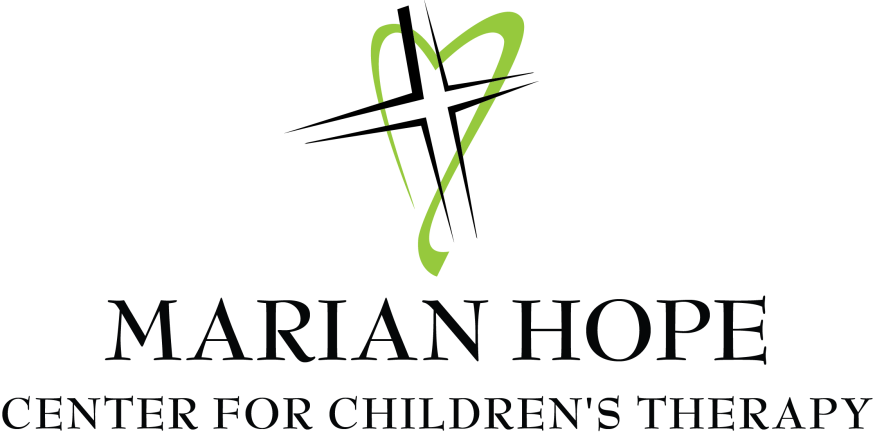 MARIAN HOPE
CENTER FOR CHILDREN'S THERAPY